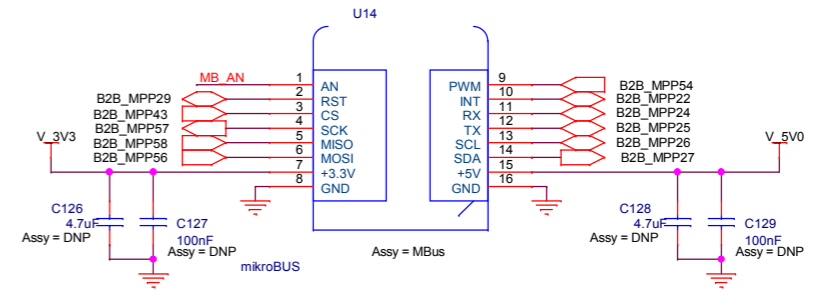 U14
MB_AN
1
AN
PWM
9
B2B_MPP54
B2B_MPP29
2
RST
INT
10
B2B_MPP22
B2B_MPP43
3
CS
RX
11
B2B_MPP24
B2B_MPP57
4
SCK
TX
12
B2B_MPP25
B2B_MPP58
5
MISO
SCL
13
B2B_MPP26
B2B_MPP56
6
MOSI
SDA
14
B2B_MPP27
V_3V3
7
+3.3V
+5V
15
V_5V0
8
GND
GND
16
C126
4.7uF
Assy = DNP
C127
100nF
Assy = DNP
mikroBUS
Assy = MBus
C128
4.7uF
Assy = DNP
C129
100nF
Assy = DNP